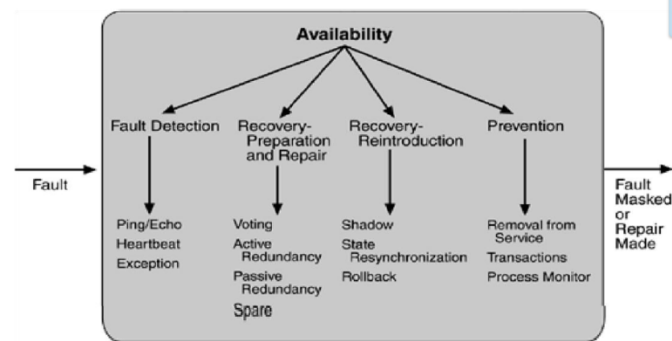 Availability
Fault Detection
Recovery-
Preparation
and Repair
Recovery-
Reintroduction
Prevention
Fault
Ping/Echo
Heartbeat
Exception
Voting
Active
Redundancy
Passive
Redundancy
Spare
Shadow
State
Resynchronization
Rollback
Removal from
Service
Transactions
Process Monitor
Fault
Masked
or
Repair
Made